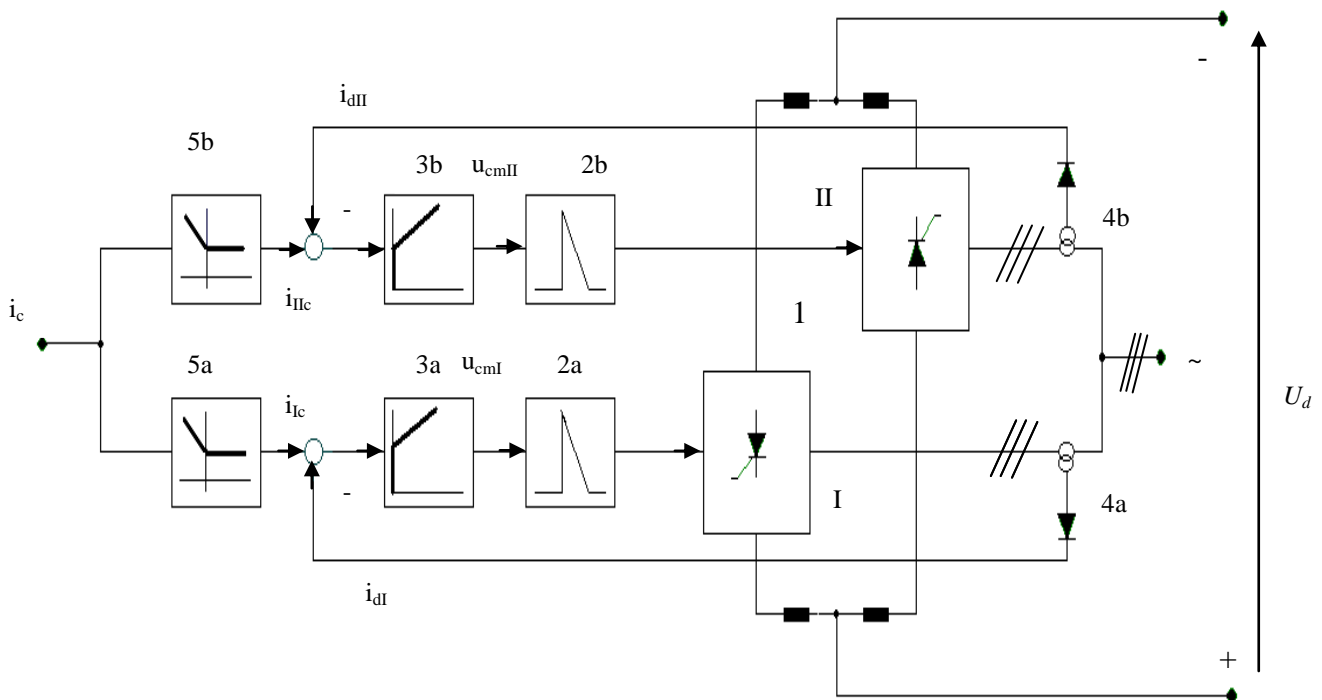 -
i_dII
5b
3b
u_cmII
2b
II
4b
-
i_IIc
i_c
1
~
5a
3a
u_cmI
2a
i_Ic
U_d
-
I
4a
i_dI
+